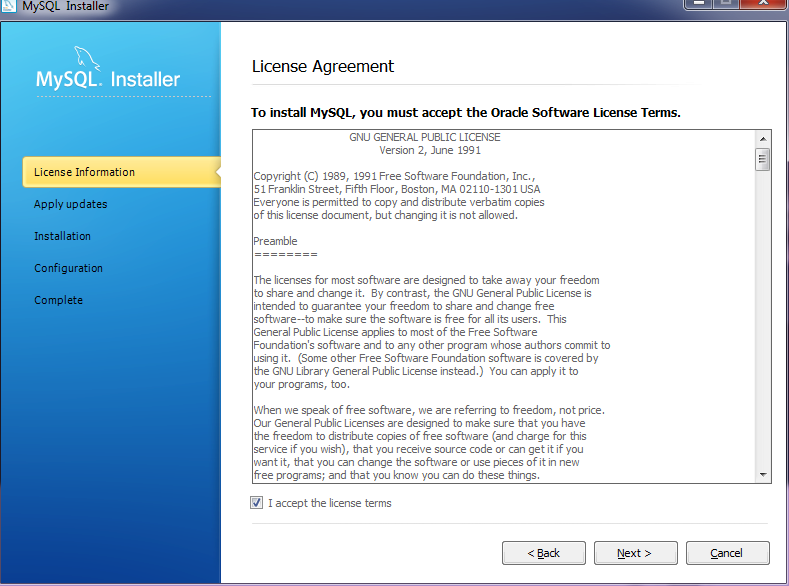 MySQL Installer
MySQL. Installer
License Information
Apply updates
Installation
Configuration
Complete
License Agreement
To install MySQL, you must accept the Oracle Software License Terms.
GNU GENERAL PUBLIC LICENSE
Version 2, June 1991
Copyright (C) 1989, 1991 Free Software Foundation, Inc.,
51 Franklin Street, Fifth Floor, Boston, MA 02110-1301 USA
Everyone is permitted to copy and distribute verbatim copies
of this license document, but changing it is not allowed.
Preamble
========
The licenses for most software are designed to take away your freedom
to share and change it. By contrast, the GNU General Public License is
intended to guarantee your freedom to share and change free
software--to make sure the software is free for all its users. This
General Public License applies to most of the Free Software
Foundation's software and to any other program whose authors commit to
using it. (Some other Free Software Foundation software is covered by
the GNU Library General Public License instead.) You can apply it to
your programs, too.
When we speak of free software, we are referring to freedom, not price.
Our General Public Licenses are designed to make sure that you have
the freedom to distribute copies of free software (and charge for this
service if you wish), that you receive source code or can get it if you
want it, that you can change the software or use pieces of it in new
free programs; and that you know you can do these things.
I accept the license terms
< Back
Next >
Cancel